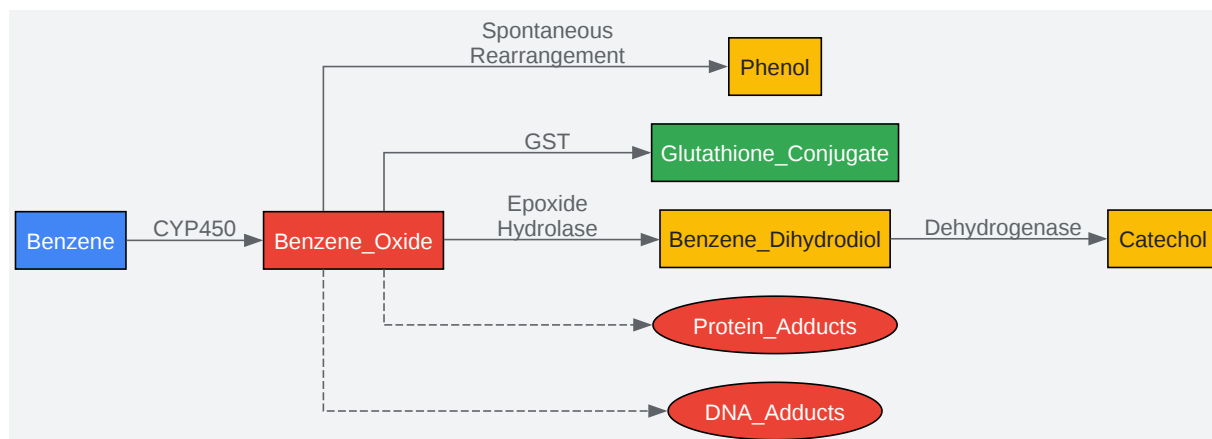 Spontaneous
Rearrangement
Phenol
GST
Glutathione_Conjugate
Benzene
CYP450
Benzene_Oxide
Epoxide
Hydrolase
Benzene_Dihydrodiol
Dehydrogenase
Catechol
Protein_Adducts
DNA_Adducts